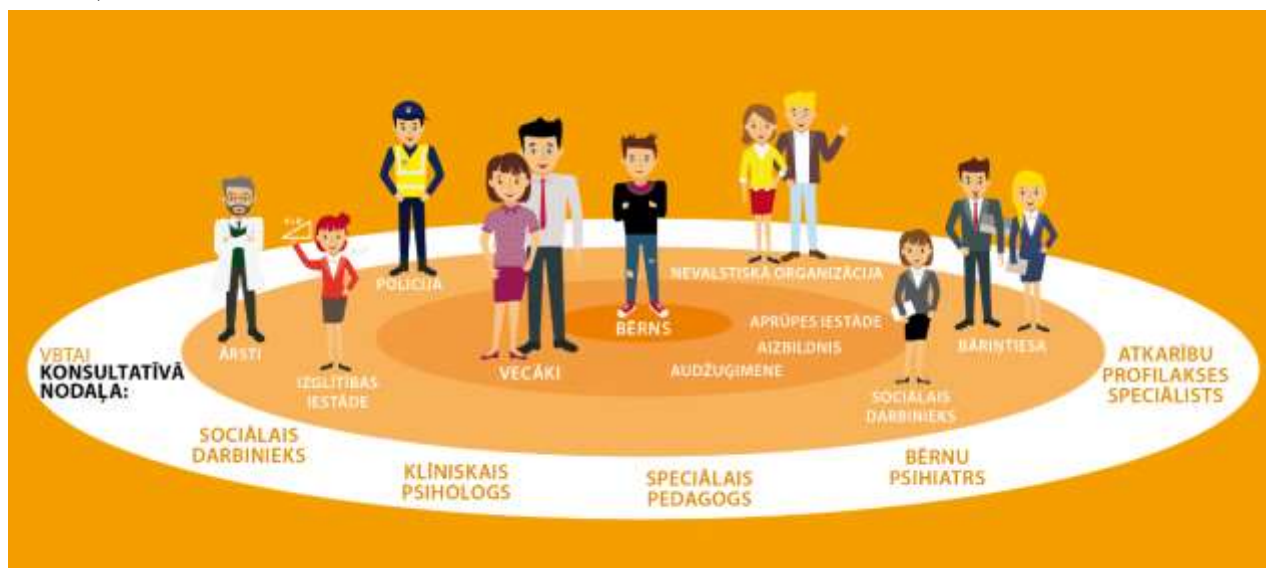 POLICIJA
NEVALSTISKĀ ORGANIZĀCIJA
BĒRNS
APRŪPES IESTĀDE
AIZBILDNIS
AUDŽUĢIMENE
VECĀKI
ĀRSTI
IZGLĪTĪBAS
IESTĀDE
BĀRIŅTIESA
SOCIĀLAIS
DARBINIEKS
VBTAI
KONSULTATĪVĀ
NODAĻA:
SOCIĀLAIS
DARBINIEKS
KLĪNISKAIS
PSIHOLOGS
SPECIĀLAIS
PEDAGOGS
BĒRNU
PSIHIATRS
ATKARĪBU
PROFILAKSES
SPECIĀLISTS